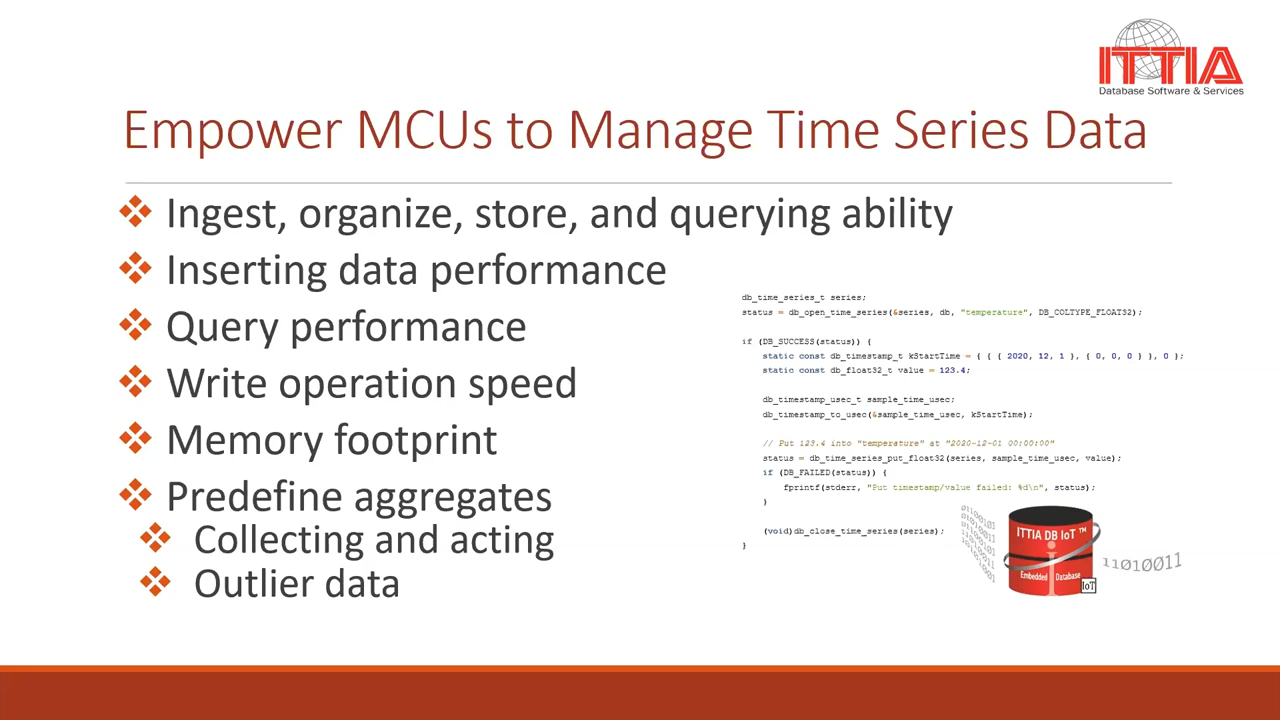 ITTIA
Database Software & Services
Empower MCUs to Manage Time Series Data
Ingest, organize, store, and querying ability
Inserting data performance
Query performance
Write operation speed
Memory footprint
Predefine aggregates
Collecting and acting
Outlier data
db_time_series_t series;
status = db_open_time_series(&series, db, "temperature", DB_COLTYPE_FLOAT32);
if (DB_SUCCESS(status)) {
static const db_timestamp_t kStartTime = { { { 2020, 12, 1 }, { 0, 0, 0 } }, 0 };
static const db_float32_t value = 123.4;
db_timestamp_usec_t sample_time_usec;
db_timestamp_to_usec(&sample_time_usec, kStartTime);
// Put 123.4 into "temperature" at "2020-12-01 00:00:00"
status = db_time_series_put_float32(series, sample_time_usec, value);
if (DB_FAILED(status)) {
fprintf(stderr, "Put timestamp/value failed: %d\n", status);
}
(void)db_close_time_series(series);
}
ITTIA DB IoT™
Embedded Database
IoT
11010011